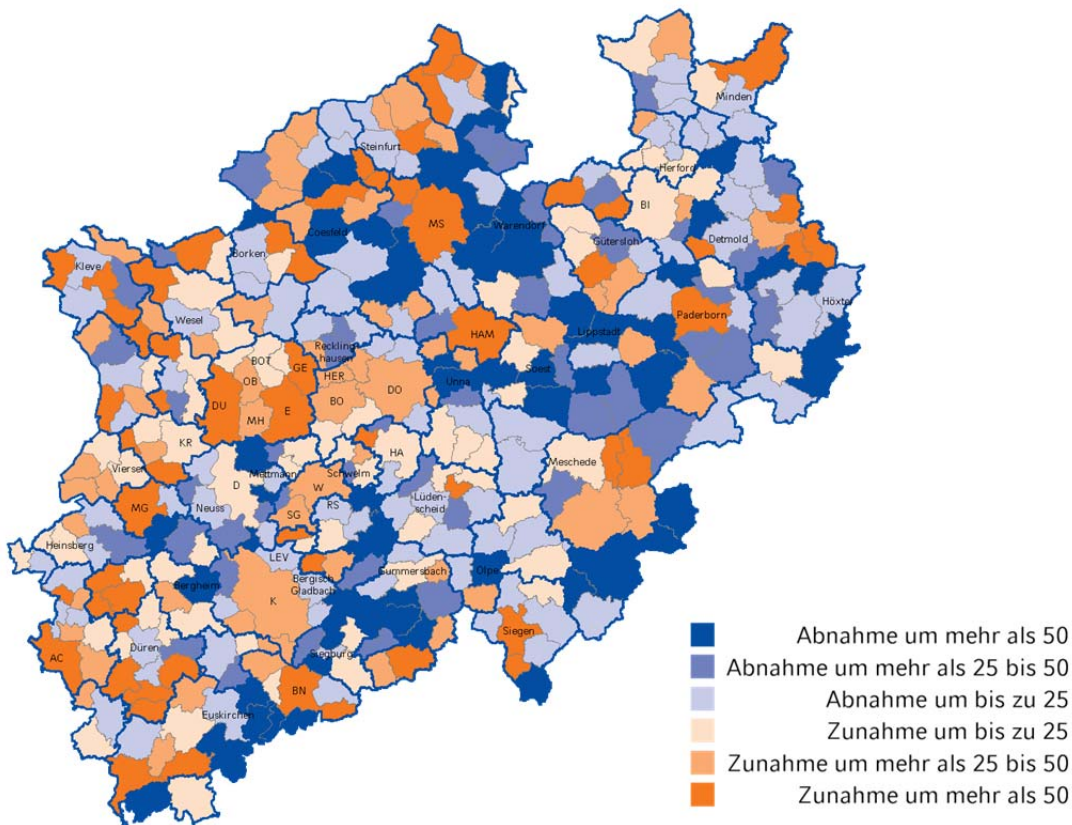 Minden
Steinfurt
Herford
BI
MS
Warendorf
Coesfeld
Gütersloh
Detmold
Borken
Kleve
Höxte
Paderborn
Wesel
Lippstadt
HAM
Reckling
hausen
BOT
GE
Soest
HER
OB
Unna
DO
DU
E
BO
MH
KR
HA
Meschede
Viersen
Mettmann
Schwelm
D
W
Lüden-
scheid
MG
Neuss
SG
RS
Heinsberg
LEV
Gummersbach
Olpe
Bergisch
Gladbach
Bergheim
K
Siegen
Abnahme um mehr als 50
Düren
Siegburg
AC
Abnahme um mehr als 25 bis 50
BN
Abnahme um bis zu 25
Euskirchen
Zunahme um bis zu 25
Zunahme um mehr als 25 bis 50
Zunahme um mehr als 50